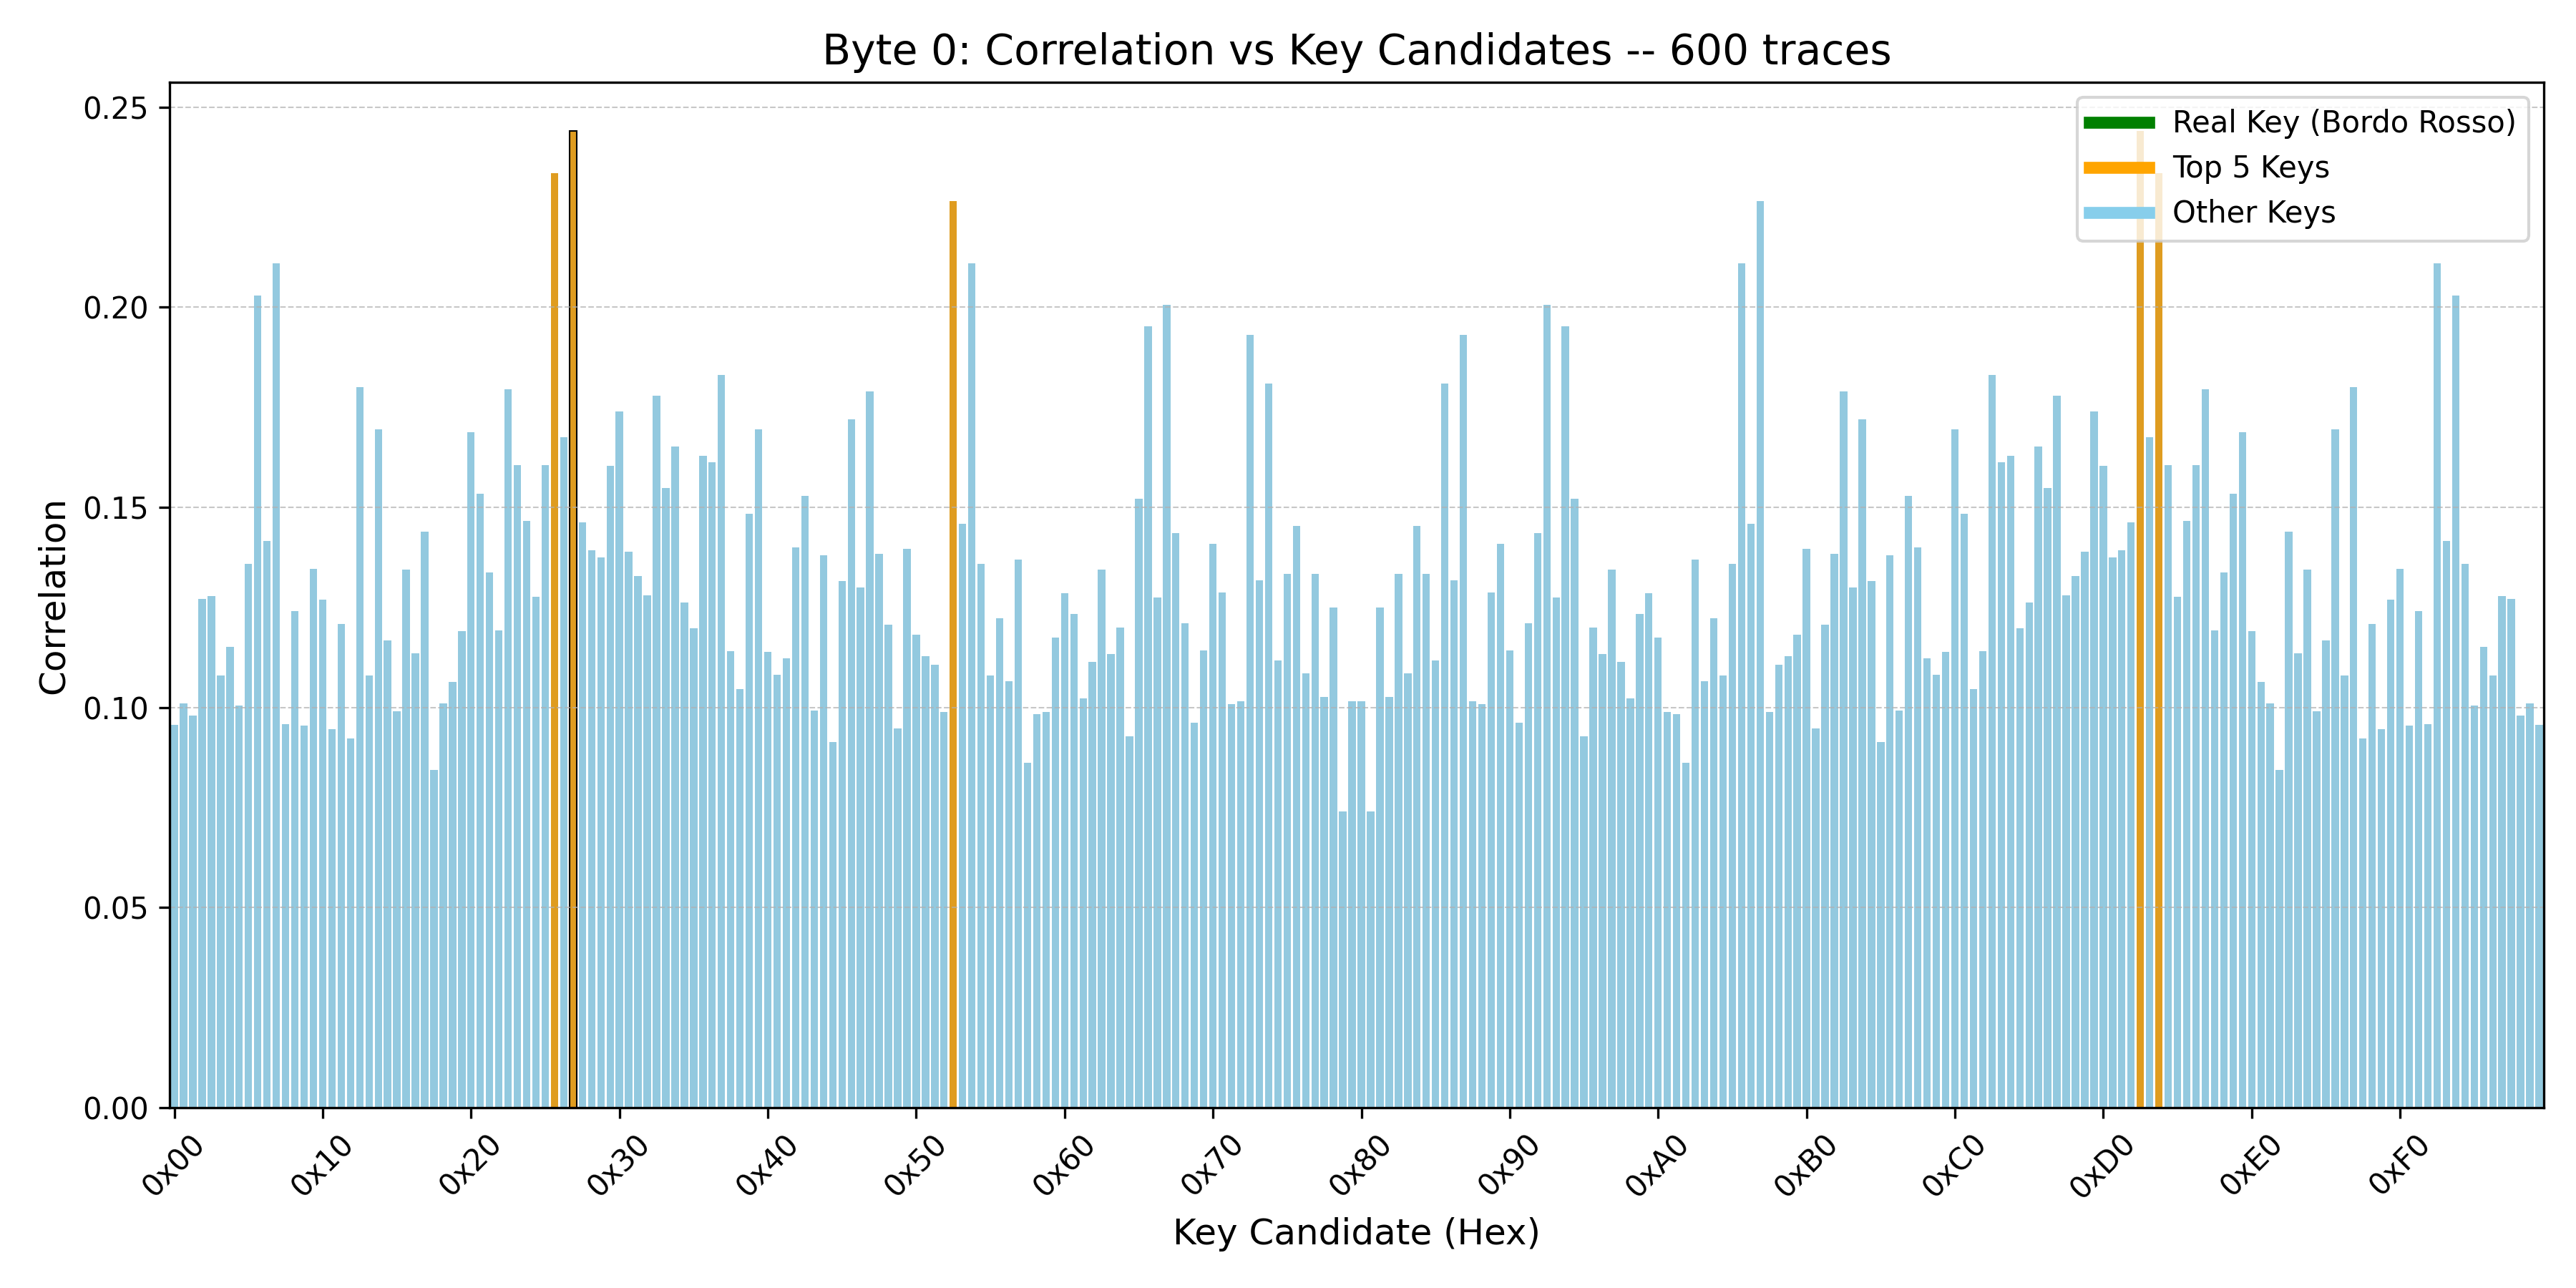 Byte 0: Correlation vs Key Candidates -- 600 traces
Real Key (Bordo Rosso)
Top 5 Keys
Other Keys
Correlation
0.25
0.20
0.15
0.10
0.05
0.00
0x00 0x10 0x20 0x30 0x40 0x50 0x60 0x70 0x80 0x90 0xA0 0xB0 0xC0 0xD0 0xE0 0xF0
Key Candidate (Hex)